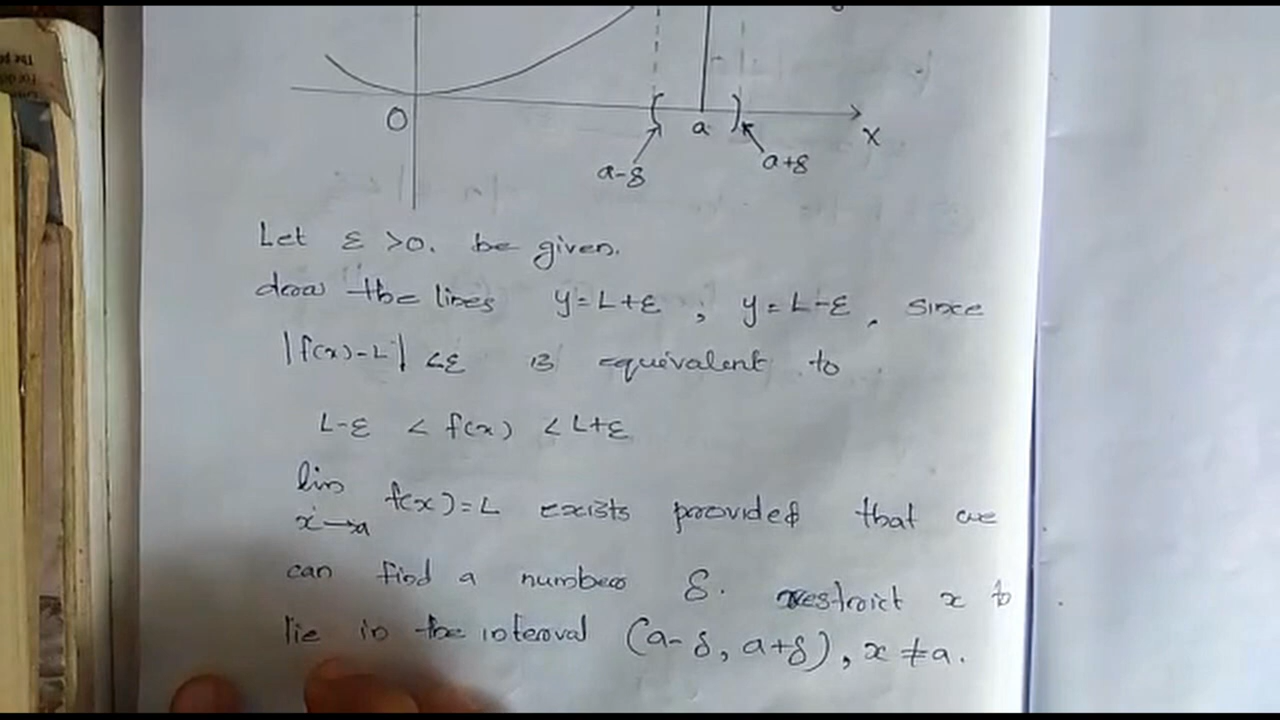 O
a
X
a-δ
a+δ
Let ε >0. be given.
draw the lines y=L+ε , y=L-ε, since
|f(x)-L| <ε is equivalent to
L-ε < f(x) < L+ε
lim f(x)=L exists provided that we
x→a
can find a number δ. restrict x to
lie in the interval (a-δ, a+δ), x ≠a.